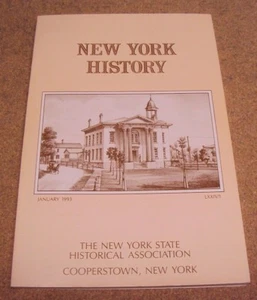 NEW YORK
HISTORY
JANUARY 1983
THE NEW YORK STATE
HISTORICAL ASSOCIATION
COOPERSTOWN, NEW YORK